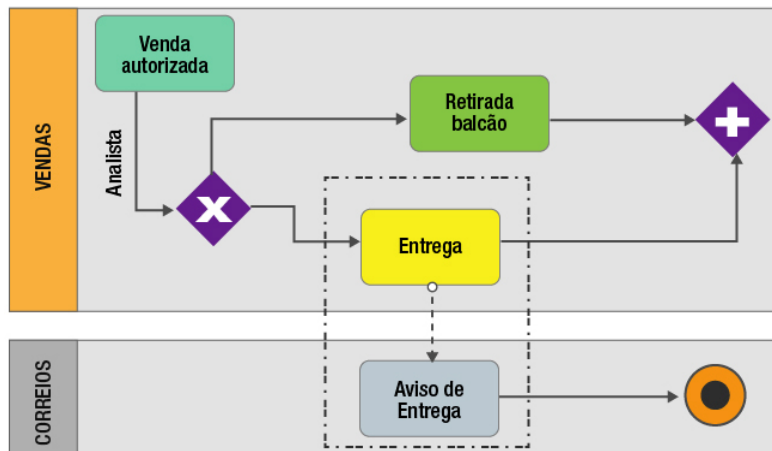 VENDAS
Analista
Venda
autorizada
Retirada
balcão
Entrega
CORREIOS
Aviso de
Entrega